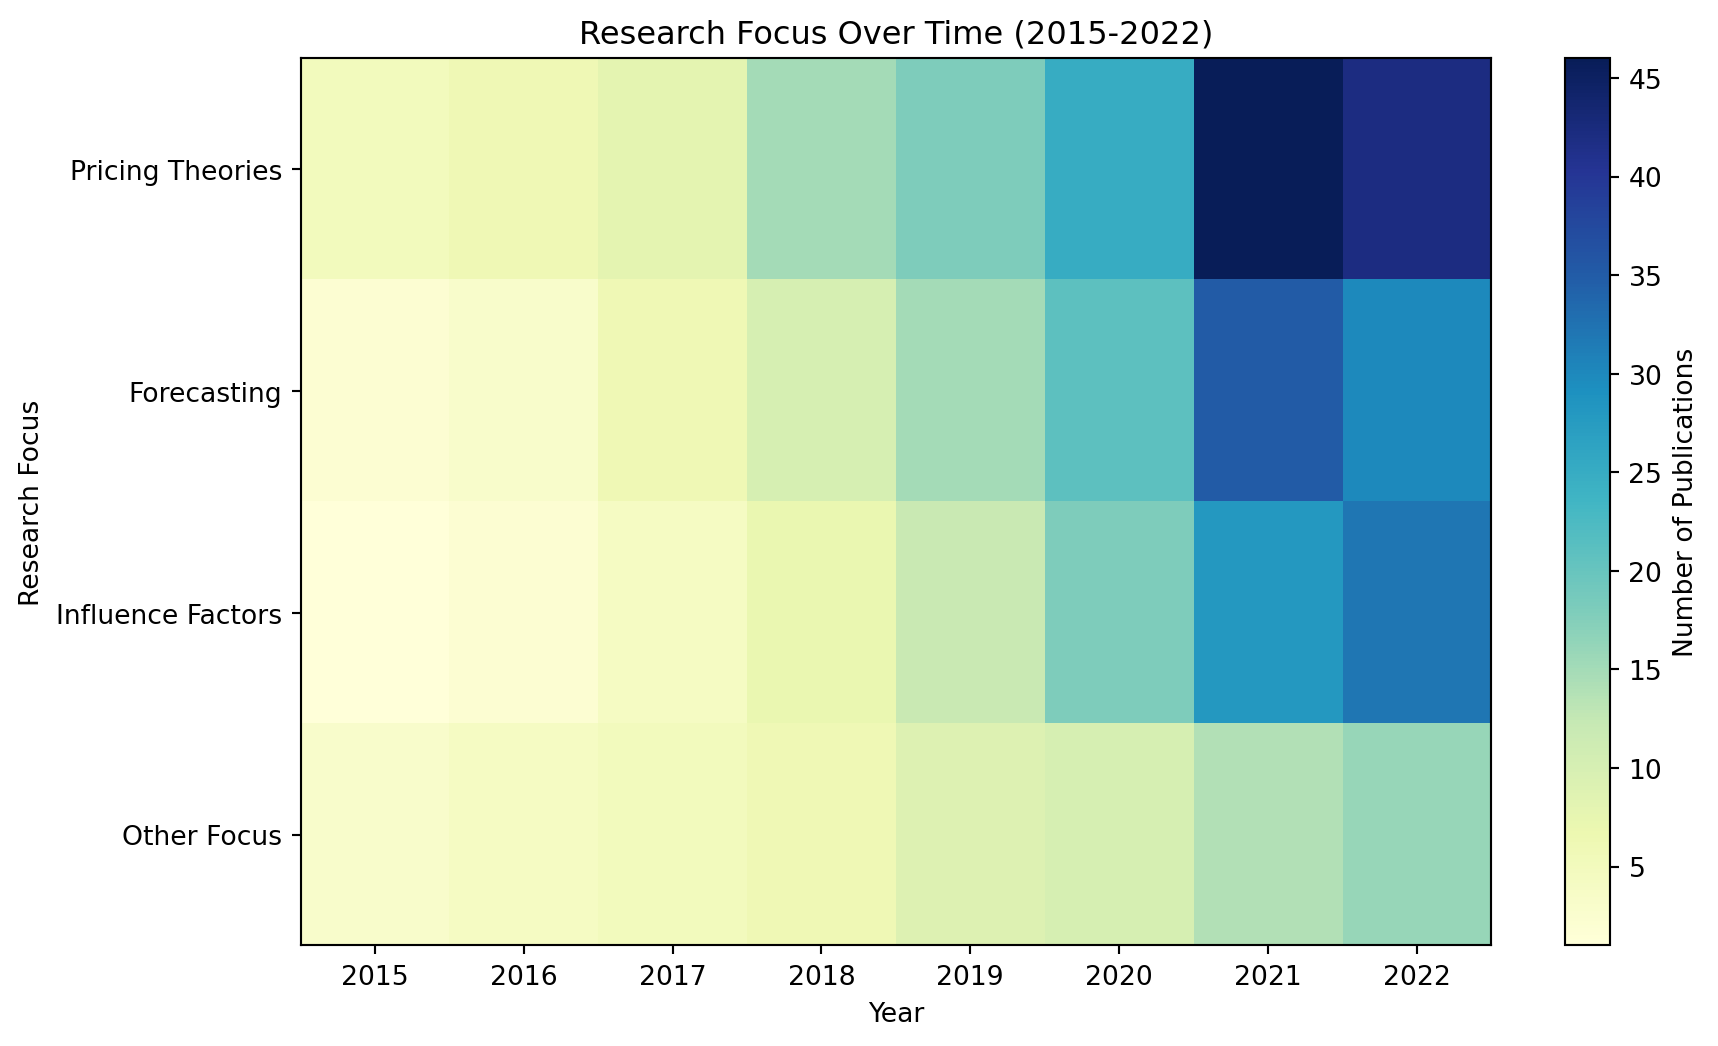 Research Focus Over Time (2015-2022)
Research Focus
Pricing Theories
Forecasting
Influence Factors
Other Focus
2015 2016 2017 2018 2019 2020 2021 2022
Year
45
40
35
30
25
20
15
10
5
Number of Publications